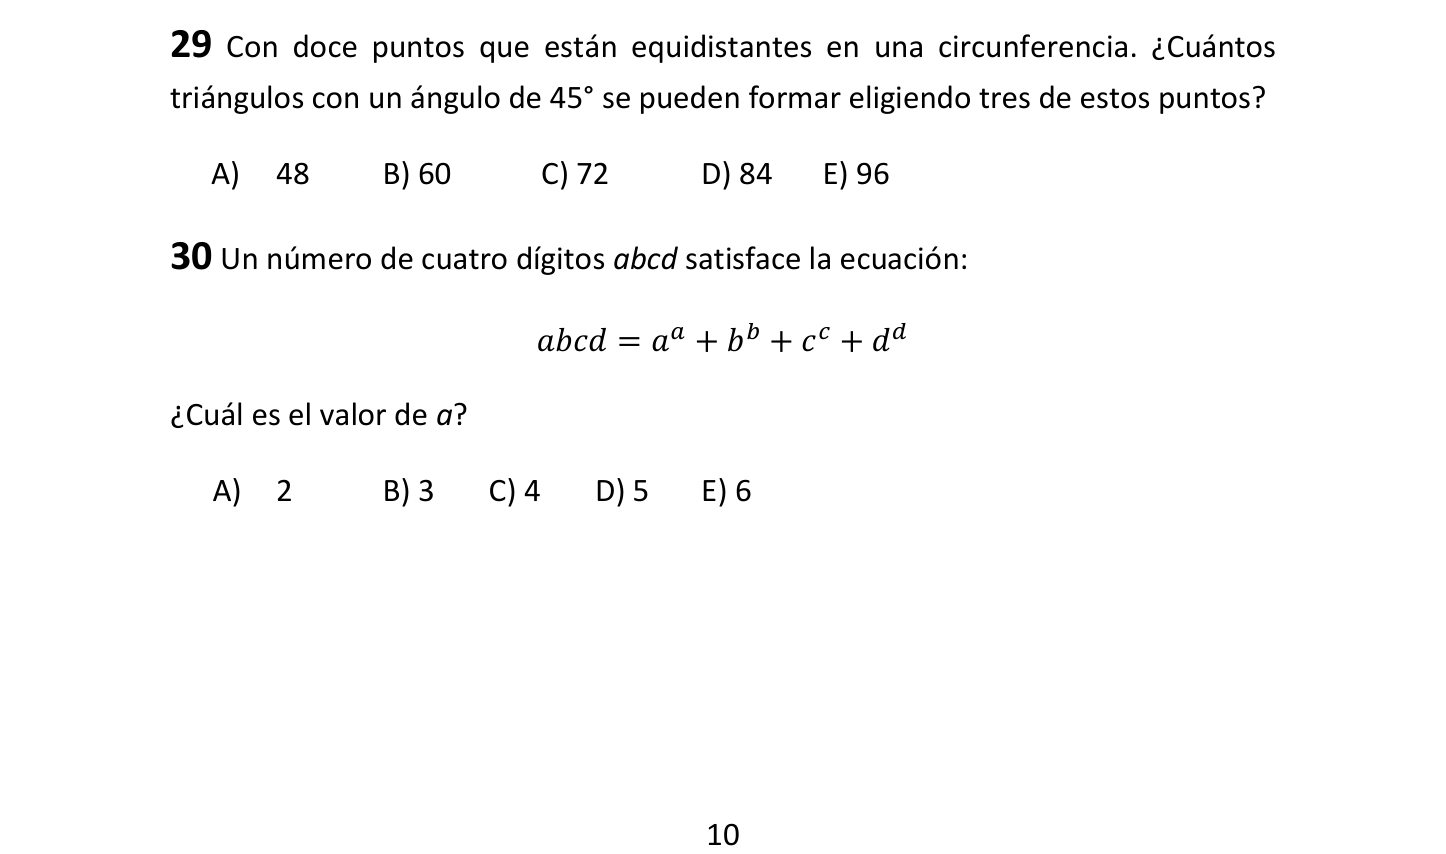 29 Con doce puntos que están equidistantes en una circunferencia. ¿Cuántos
triángulos con un ángulo de 45° se pueden formar eligiendo tres de estos puntos?
A) 48 B) 60 C) 72 D) 84 E) 96
30 Un número de cuatro dígitos abcd satisface la ecuación:
abcd = a^a + b^b + c^c + d^d
¿Cuál es el valor de a?
A) 2 B) 3 C) 4 D) 5 E) 6
10